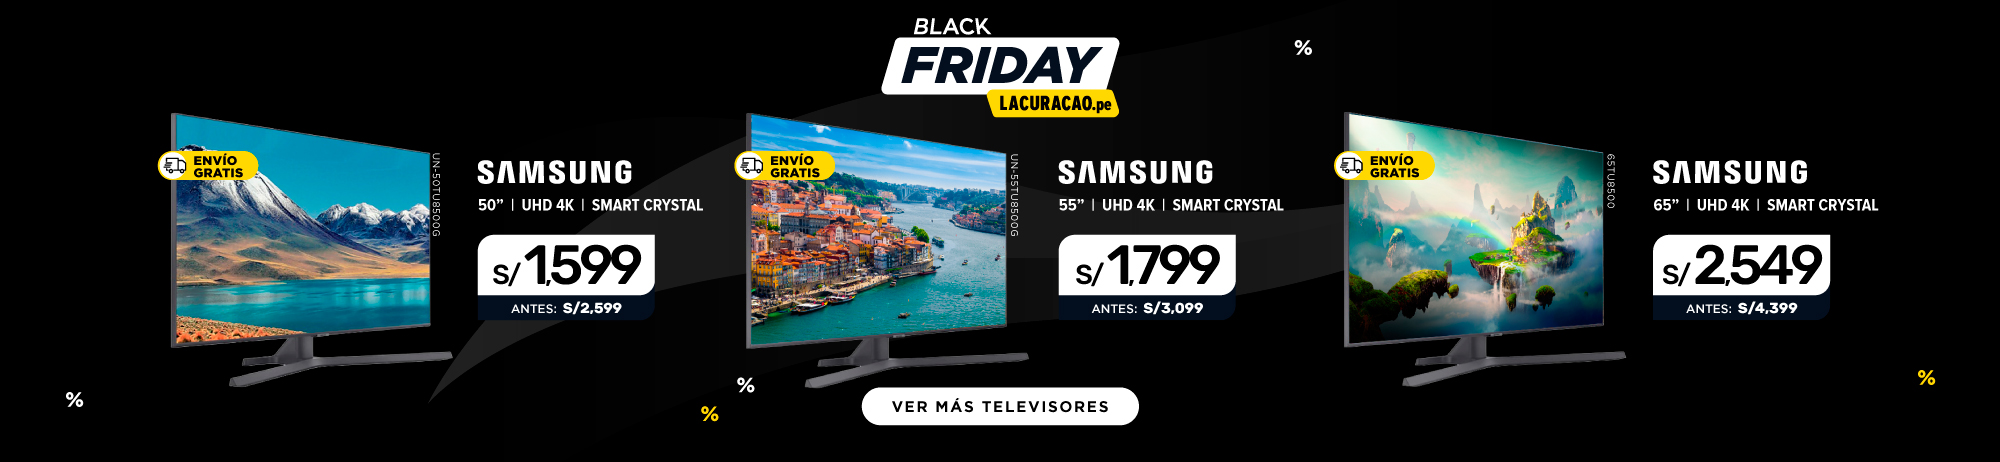 BLACK
FRIDAY
LACURACAO.pe
%
ENVÍO
GRATIS
UN-50TU8500G
SAMSUNG
50” | UHD 4K | SMART CRYSTAL
S/1,599
ANTES: S/2,599
ENVÍO
GRATIS
UN-55TU8500G
SAMSUNG
55” | UHD 4K | SMART CRYSTAL
S/1,799
ANTES: S/3,099
ENVÍO
GRATIS
65TU8500
SAMSUNG
65” | UHD 4K | SMART CRYSTAL
S/2,549
ANTES: S/4,399
%
%
%
%
VER MÁS TELEVISORES